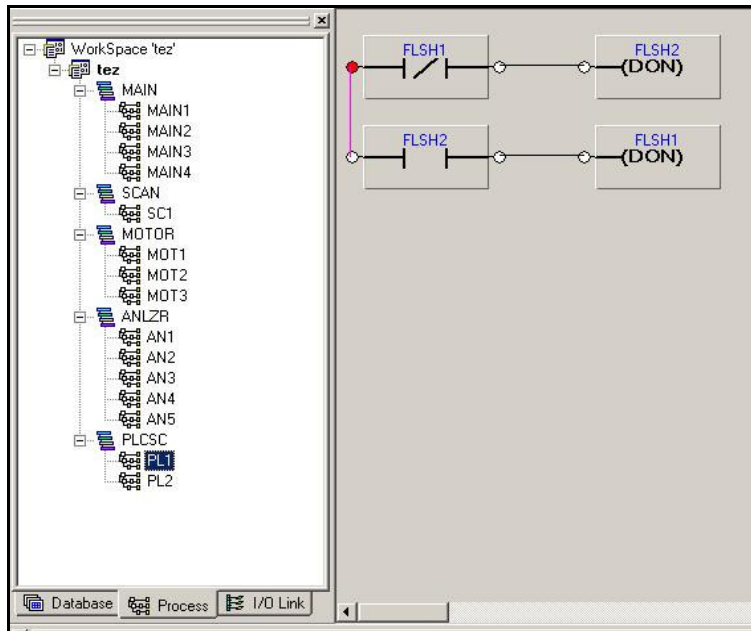 WorkSpace 'tez'
tez
MAIN
MAIN1
MAIN2
MAIN3
MAIN4
SCAN
SC1
MOTOR
MOT1
MOT2
MOT3
ANLZR
AN1
AN2
AN3
AN4
AN5
PLCSC
PL1
PL2
Database Process I/O Link
FLSH1 FLSH2
(DON)
FLSH2 FLSH1
(DON)